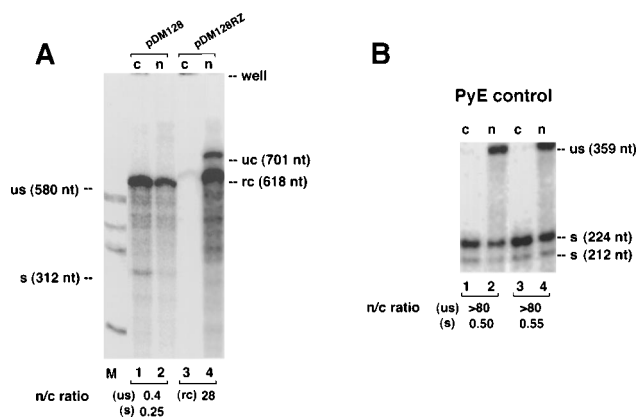 A
pDM128 pDM128RZ
c n c n
-- well
uc (701 nt)
-- rc (618 nt)
us (580 nt) --
s (312 nt) --
M 1 2 3 4
n/c ratio (us) 0.4 (rc) 28
(s) 0.25
B
PyE control
c n c n
-- us (359 nt)
-- s (224 nt)
-- s (212 nt)
1 2 3 4
n/c ratio (us) >80 >80
(s) 0.50 0.55